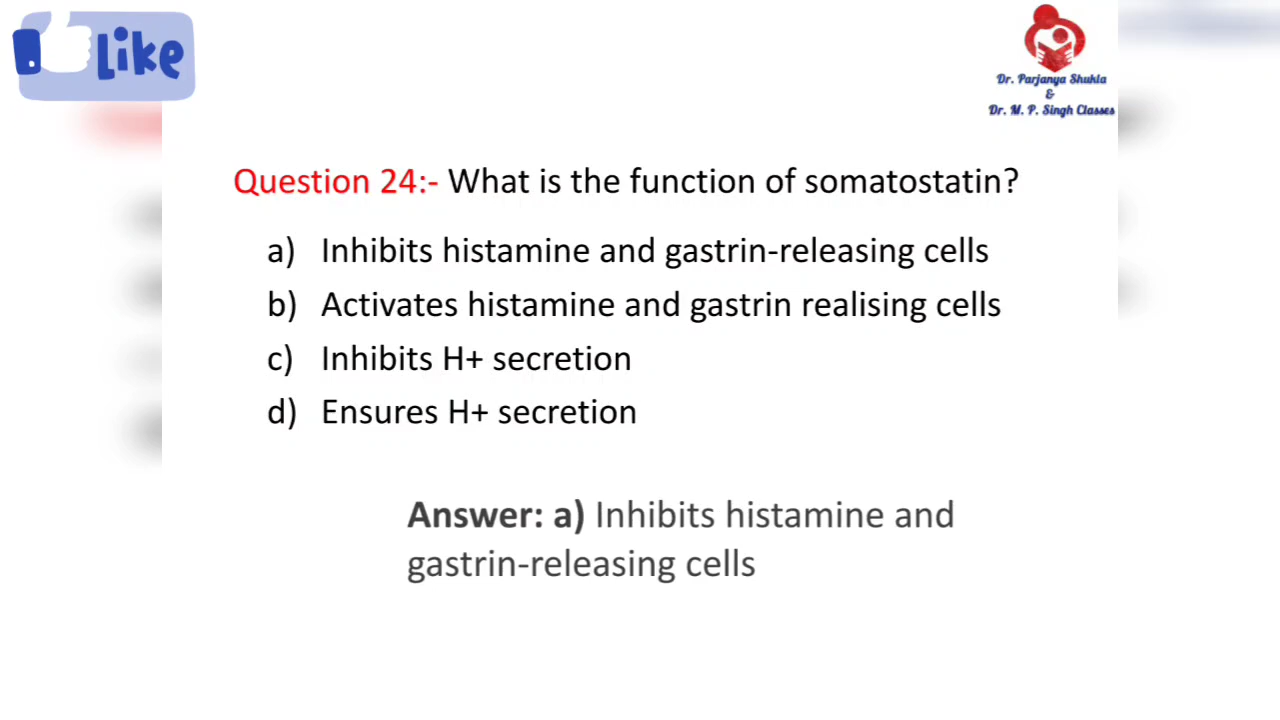 Like
Dr. Parjanya Shukla
&
Dr. M. P. Singh Classes
Question 24:- What is the function of somatostatin?
a) Inhibits histamine and gastrin-releasing cells
b) Activates histamine and gastrin realising cells
c) Inhibits H+ secretion
d) Ensures H+ secretion
Answer: a) Inhibits histamine and
gastrin-releasing cells